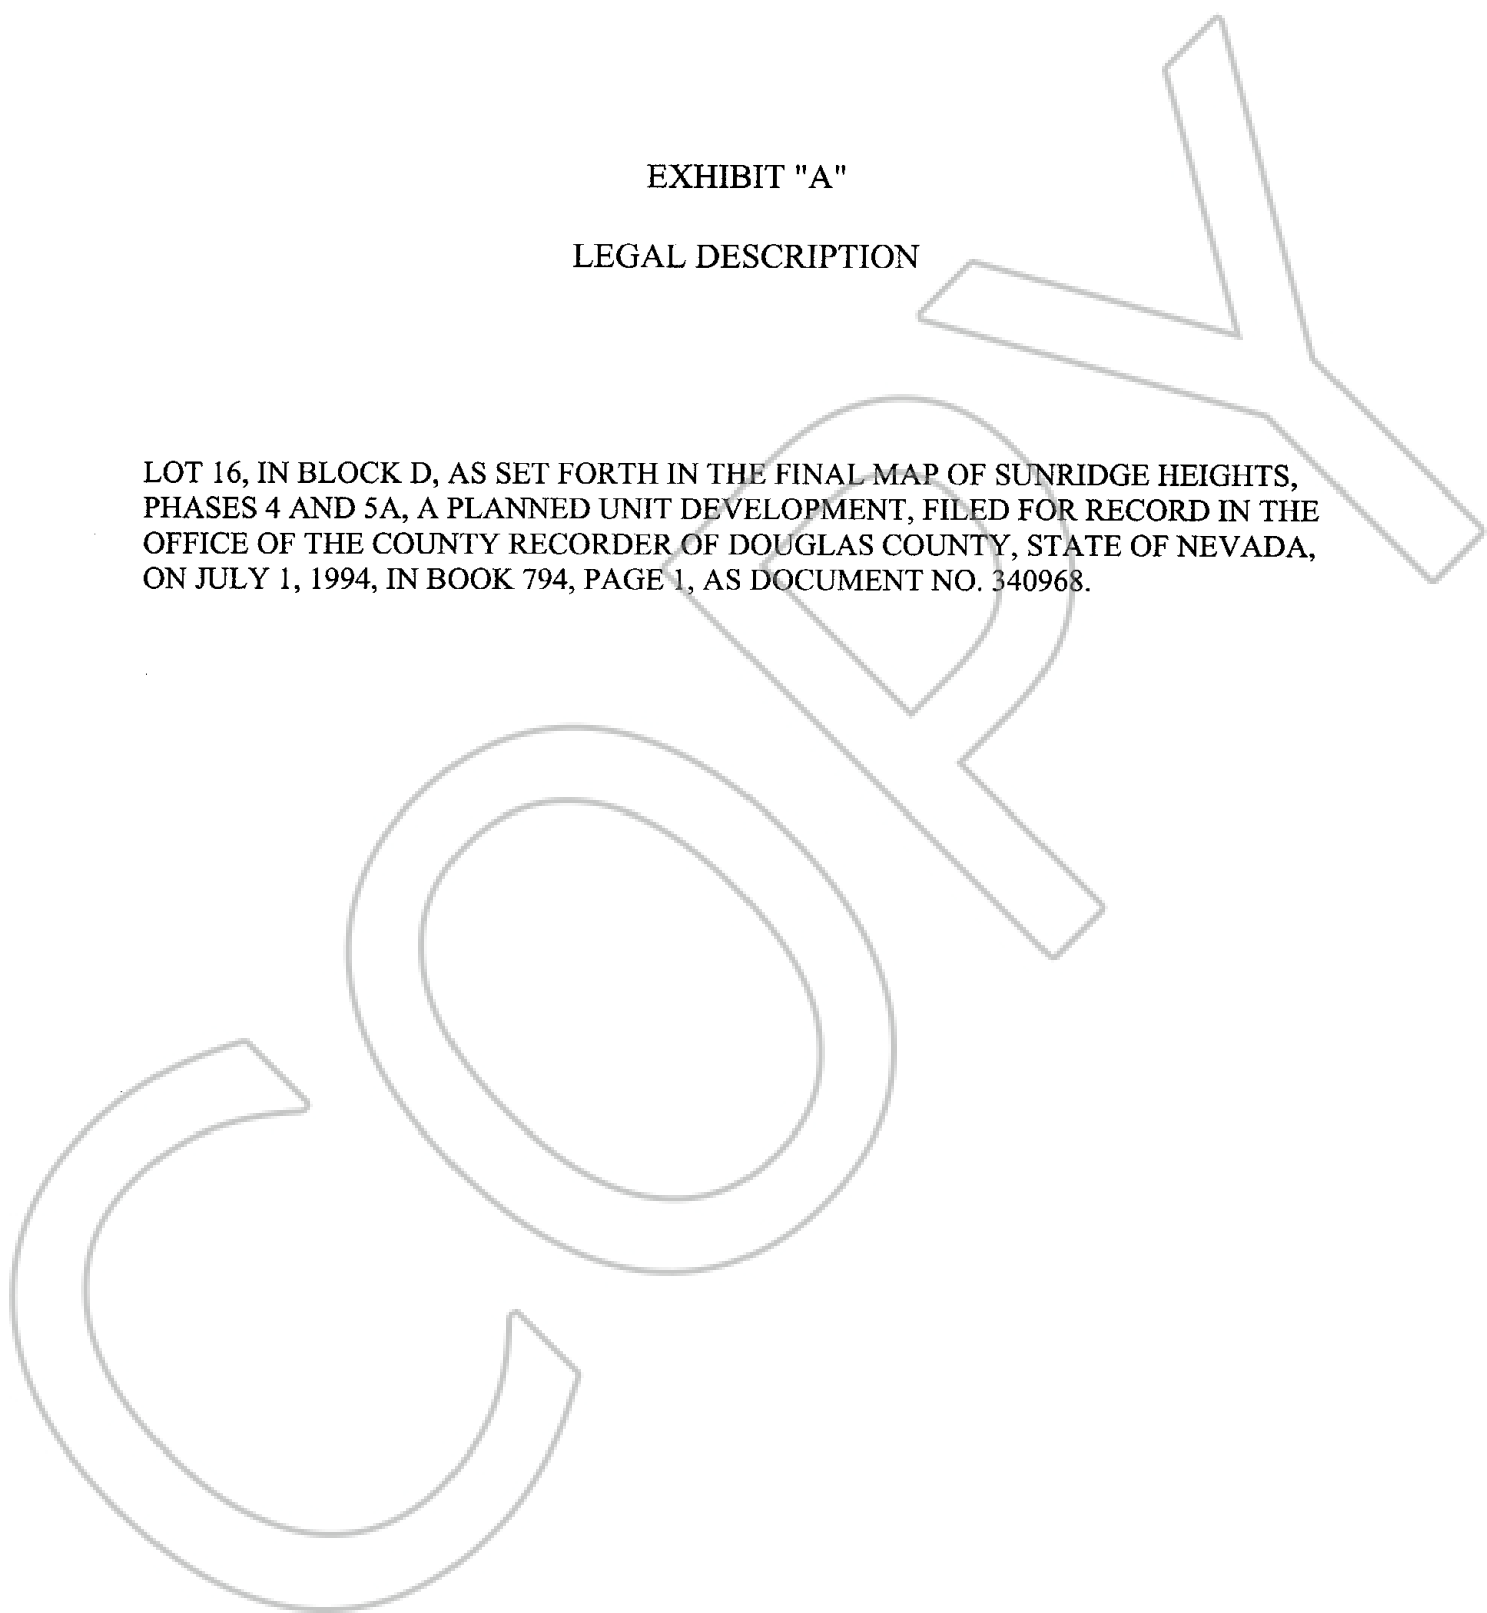 EXHIBIT "A"
LEGAL DESCRIPTION
LOT 16, IN BLOCK D, AS SET FORTH IN THE FINAL MAP OF SUNRIDGE HEIGHTS,
PHASES 4 AND 5A, A PLANNED UNIT DEVELOPMENT, FILED FOR RECORD IN THE
OFFICE OF THE COUNTY RECORDER OF DOUGLAS COUNTY, STATE OF NEVADA,
ON JULY 1, 1994, IN BOOK 794, PAGE 1, AS DOCUMENT NO. 340968.
COPY